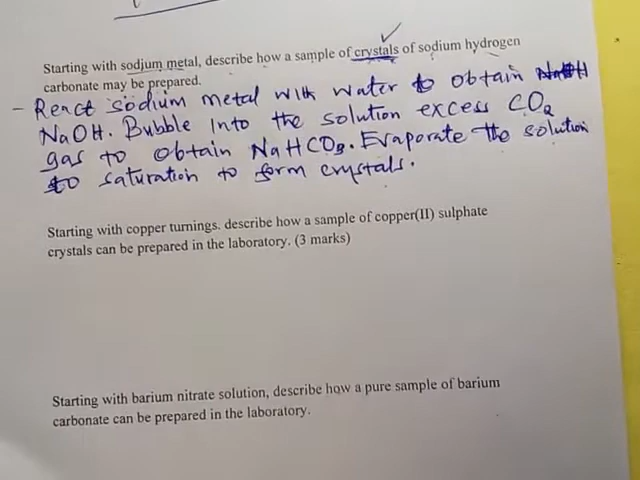 Starting with sodium metal, describe how a sample of crystals of sodium hydrogen
carbonate may be prepared.
- React sodium metal with water to obtain
NaOH. Bubble into the solution excess CO2
gas to obtain NaHCO3. Evaporate the solution
to saturation to form crystals.
Starting with copper turnings. describe how a sample of copper(II) sulphate
crystals can be prepared in the laboratory. (3 marks)
Starting with barium nitrate solution, describe how a pure sample of barium
carbonate can be prepared in the laboratory.